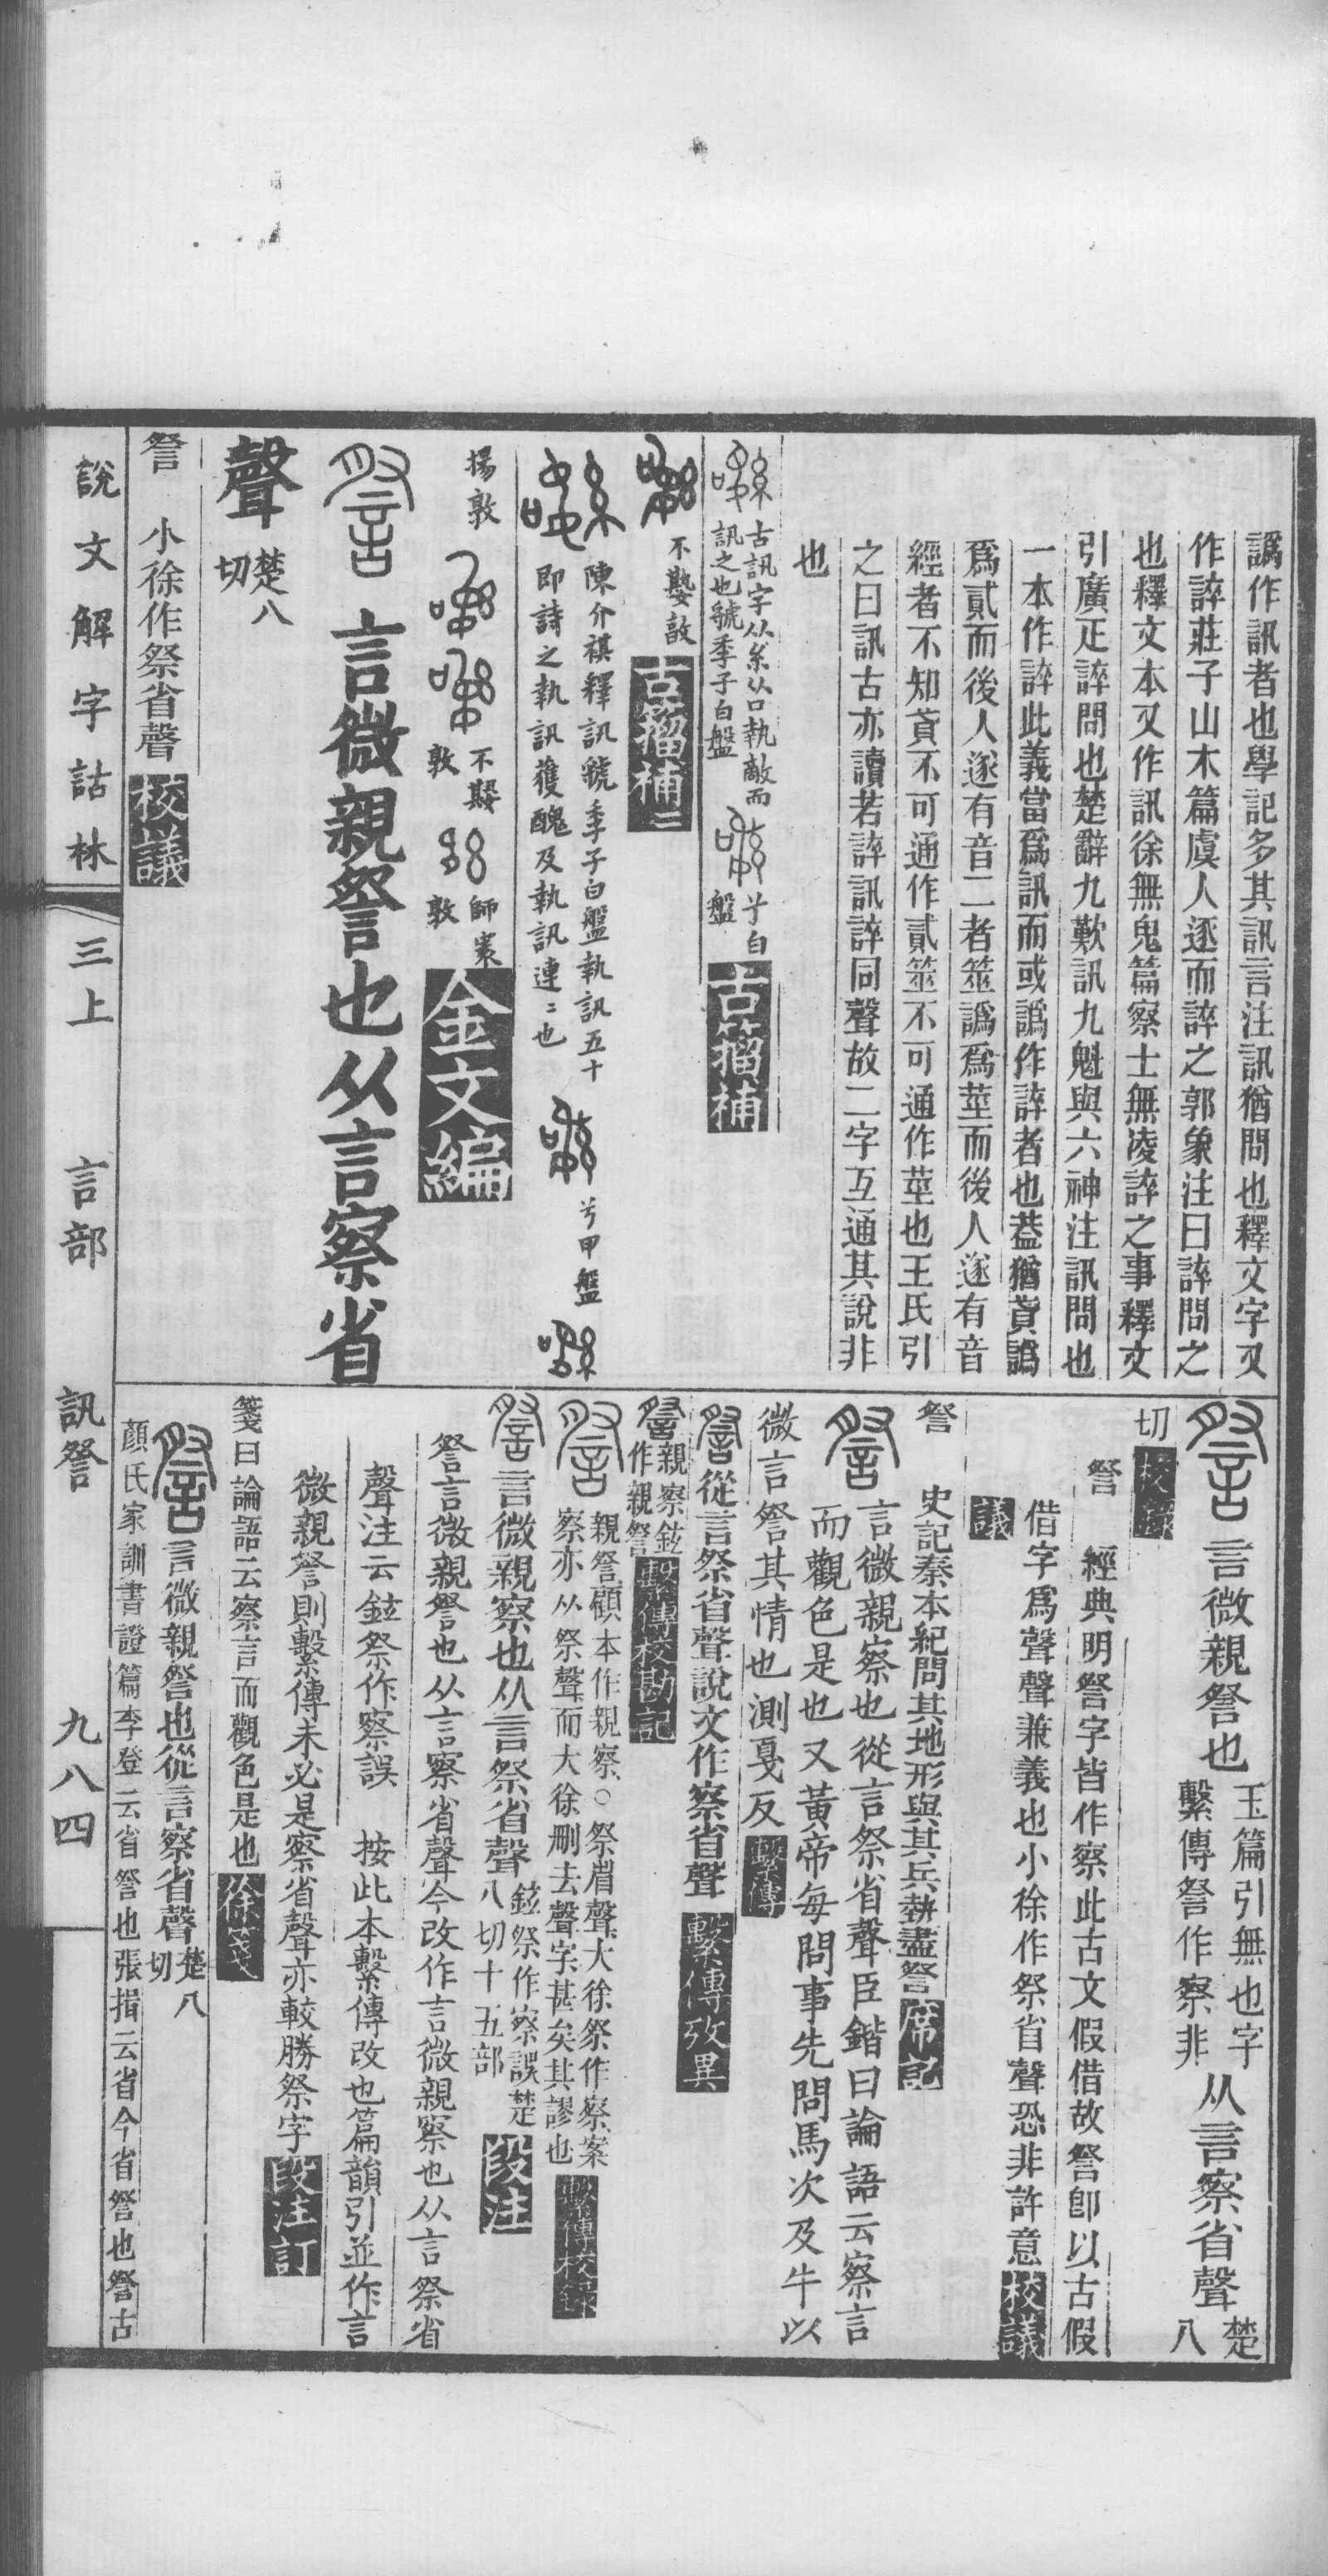 譌作訊者也學記多其訊言注訊猶問也釋文字又
作誶莊子山木篇虞人逐而誶之郭象注曰誶問之
也釋文本又作訊徐無鬼篇察士無凌誶之事釋文
引廣疋誶問也楚辭九歎訊九魁與六神注訊問也
一本作誶此義當爲訊而或譌作誶者也葢猶貣譌
爲貳而後人遂有音二者筮譌爲莁而後人遂有音
經者不知貣不可通作貳筮不可通作莁也王氏引
之曰訊古亦讀若誶訊誶同聲故二字互通其說非
也
古訊字从糸从口執敵而
訊之也虢季子白盤
兮白
盤
古籀補
不㜏敦
古籀補二
陳介祺釋訊虢季子白盤執訊五十
即詩之執訊獲醜及執訊連〻也
兮甲盤
揚敦
不㜏
敦
師㝨
敦
金文編
言微親詧也从言察省
聲
楚八
切
詧
小徐作祭省聲
校議
說文解字詁林
三上
言部
訊詧
九八四
言微親詧也
玉篇引無也字
繫傳詧作察非
从言察省聲
楚
八
切
校錄
詧
經典明詧字皆作察此古文假借故詧卽以古假
借字爲聲聲兼義也小徐作祭省聲恐非許意
校議
議
詧
史記秦本紀問其地形與其兵埶盡詧
席記
言微親察也從言祭省聲臣鍇曰論語云察言
而觀色是也又黃帝每問事先問馬次及牛以
微言詧其情也測戛反
繫傳
從言祭省聲說文作察省聲
繫傳攷異
親察鉉
作親詧
繫傳校勘記
親詧顧本作親察○祭省聲大徐祭作察案
察亦从祭聲而大徐刪去聲字甚矣其謬也
繫傳校錄
言微親察也从言祭省聲
鉉祭作察誤楚
八切十五部
段注
詧言微親詧也从言察省聲今改作言微親察也从言祭省
聲注云鉉祭作察誤
按此本繫傳改也篇韻引並作言
微親詧則繫傳未必是察省聲亦較勝祭字
段注訂
箋曰論語云察言而觀色是也
徐箋
言微親詧也從言察省聲
楚八
切
顏氏家訓書證篇李登云省詧也張揖云省今省詧也詧古